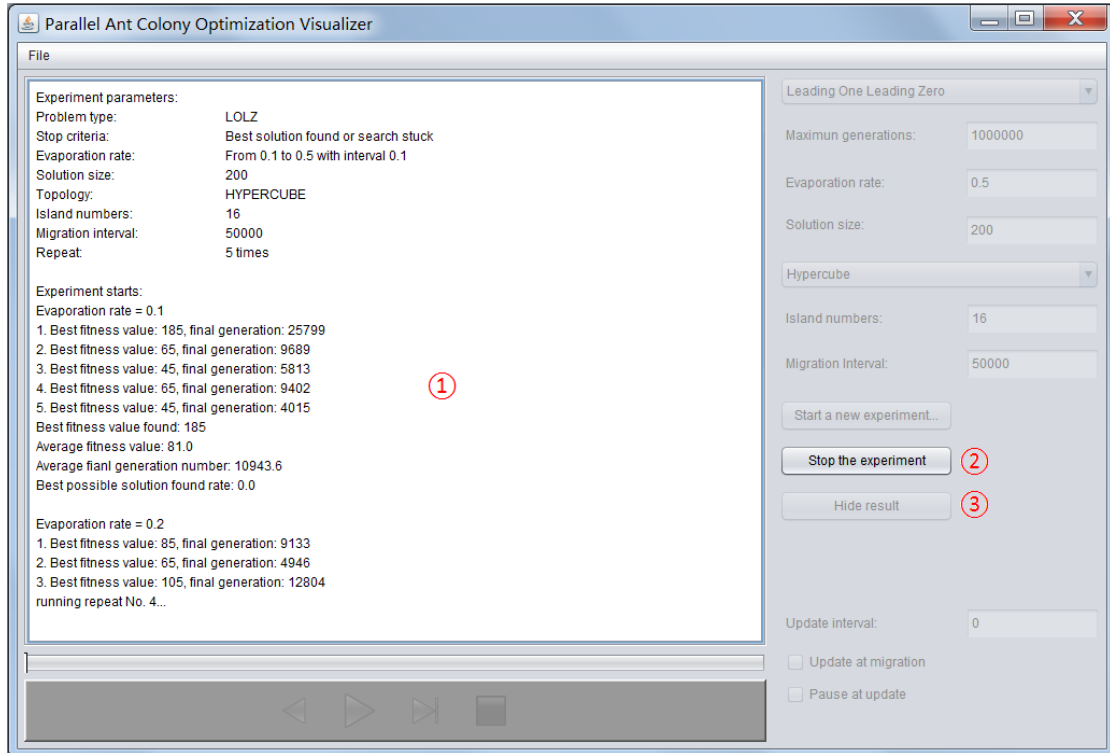 Parallel Ant Colony Optimization Visualizer
File
Experiment parameters:
Problem type: LOLZ
Stop criteria: Best solution found or search stuck
Evaporation rate: From 0.1 to 0.5 with interval 0.1
Solution size: 200
Topology: HYPERCUBE
Island numbers: 16
Migration interval: 50000
Repeat: 5 times
Experiment starts:
Evaporation rate = 0.1
1. Best fitness value: 185, final generation: 25799
2. Best fitness value: 65, final generation: 9689
3. Best fitness value: 45, final generation: 5813
4. Best fitness value: 65, final generation: 9402
5. Best fitness value: 45, final generation: 4015
Best fitness value found: 185
Average fitness value: 81.0
Average fianl generation number: 10943.6
Best possible solution found rate: 0.0
Evaporation rate = 0.2
1. Best fitness value: 85, final generation: 9133
2. Best fitness value: 65, final generation: 4946
3. Best fitness value: 105, final generation: 12804
running repeat No. 4...
①
Leading One Leading Zero
Maximun generations: 1000000
Evaporation rate: 0.5
Solution size: 200
Hypercube
Island numbers: 16
Migration Interval: 50000
Start a new experiment...
Stop the experiment ②
Hide result ③
Update interval: 0
Update at migration
Pause at update